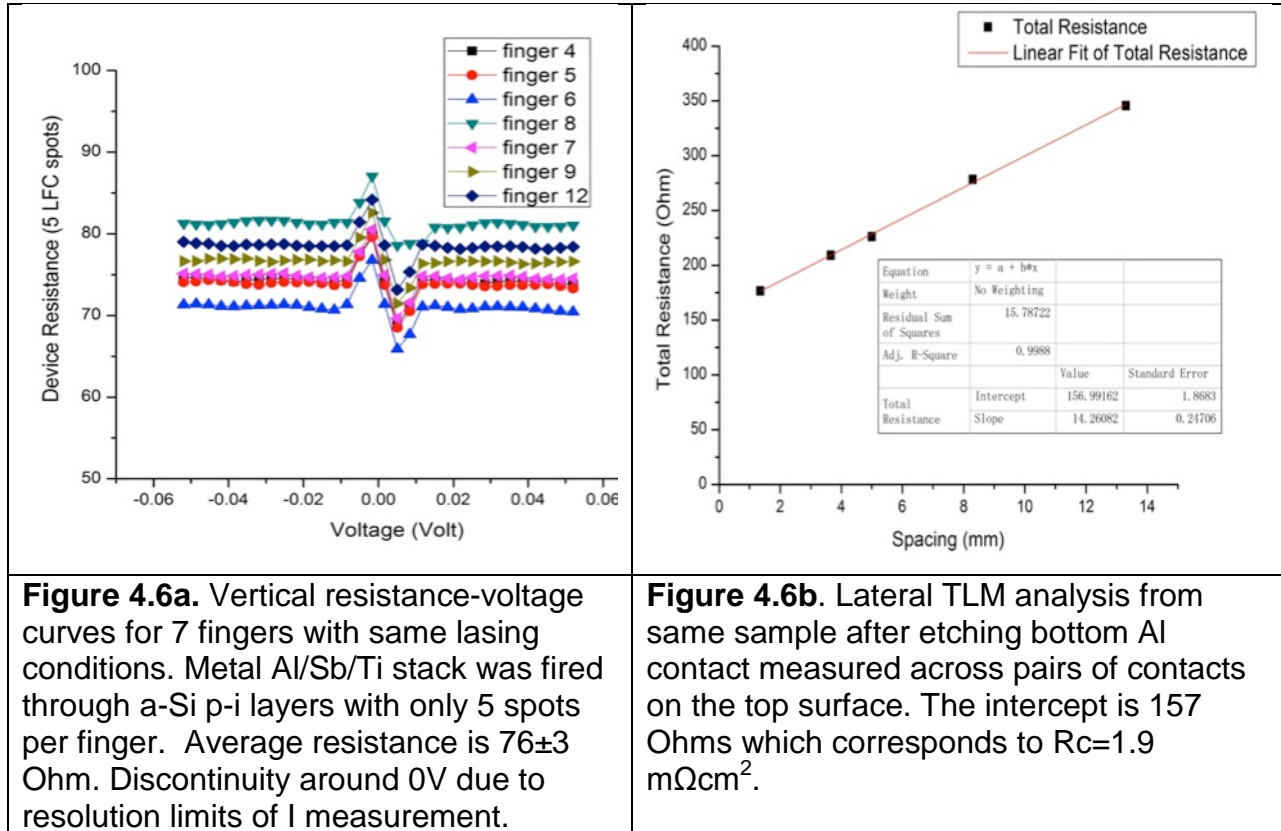 finger 4
finger 5
finger 6
finger 8
finger 7
finger 9
finger 12
100
90
80
70
60
50
-0.06
-0.04
-0.02
0.00
0.02
0.04
0.06
Device Resistance (5 LFC spots)
Voltage (Volt)
Total Resistance
Linear Fit of Total Resistance
400
350
300
250
200
150
100
50
0
0
2
4
6
8
10
12
14
Total Resistance (Ohm)
Spacing (mm)
Equation y = a + b*x
Weight No Weighting
Residual Sum of Squares 15.78722
Adj. R-Square 0.9988
Value Standard Error
Total Resistance Intercept 156.99162 1.8683
Slope 14.26082 0.24706
Figure 4.6a. Vertical resistance-voltage
curves for 7 fingers with same lasing
conditions. Metal Al/Sb/Ti stack was fired
through a-Si p-i layers with only 5 spots
per finger. Average resistance is 76±3
Ohm. Discontinuity around 0V due to
resolution limits of I measurement.
Figure 4.6b. Lateral TLM analysis from
same sample after etching bottom Al
contact measured across pairs of contacts
on the top surface. The intercept is 157
Ohms which corresponds to Rc=1.9
mΩcm².